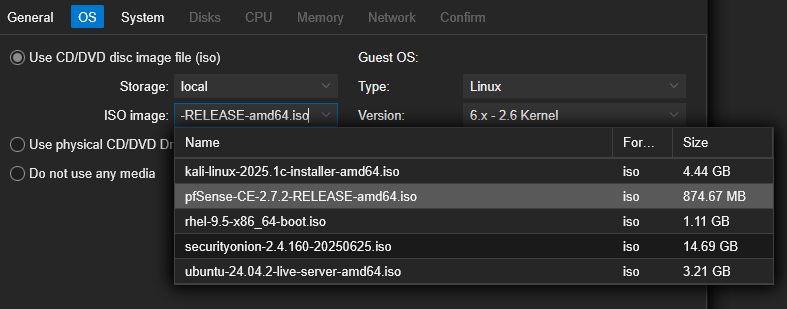 General OS System Disks CPU Memory Network Confirm
Use CD/DVD disc image file (iso) Guest OS:
Storage: local Type: Linux
ISO image: -RELEASE-amd64.iso Version: 6.x - 2.6 Kernel
Use physical CD/DVD Dr
Do not use any media
Name For... Size
kali-linux-2025.1c-installer-amd64.iso iso 4.44 GB
pfSense-CE-2.7.2-RELEASE-amd64.iso iso 874.67 MB
rhel-9.5-x86_64-boot.iso iso 1.11 GB
securityonion-2.4.160-20250625.iso iso 14.69 GB
ubuntu-24.04.2-live-server-amd64.iso iso 3.21 GB